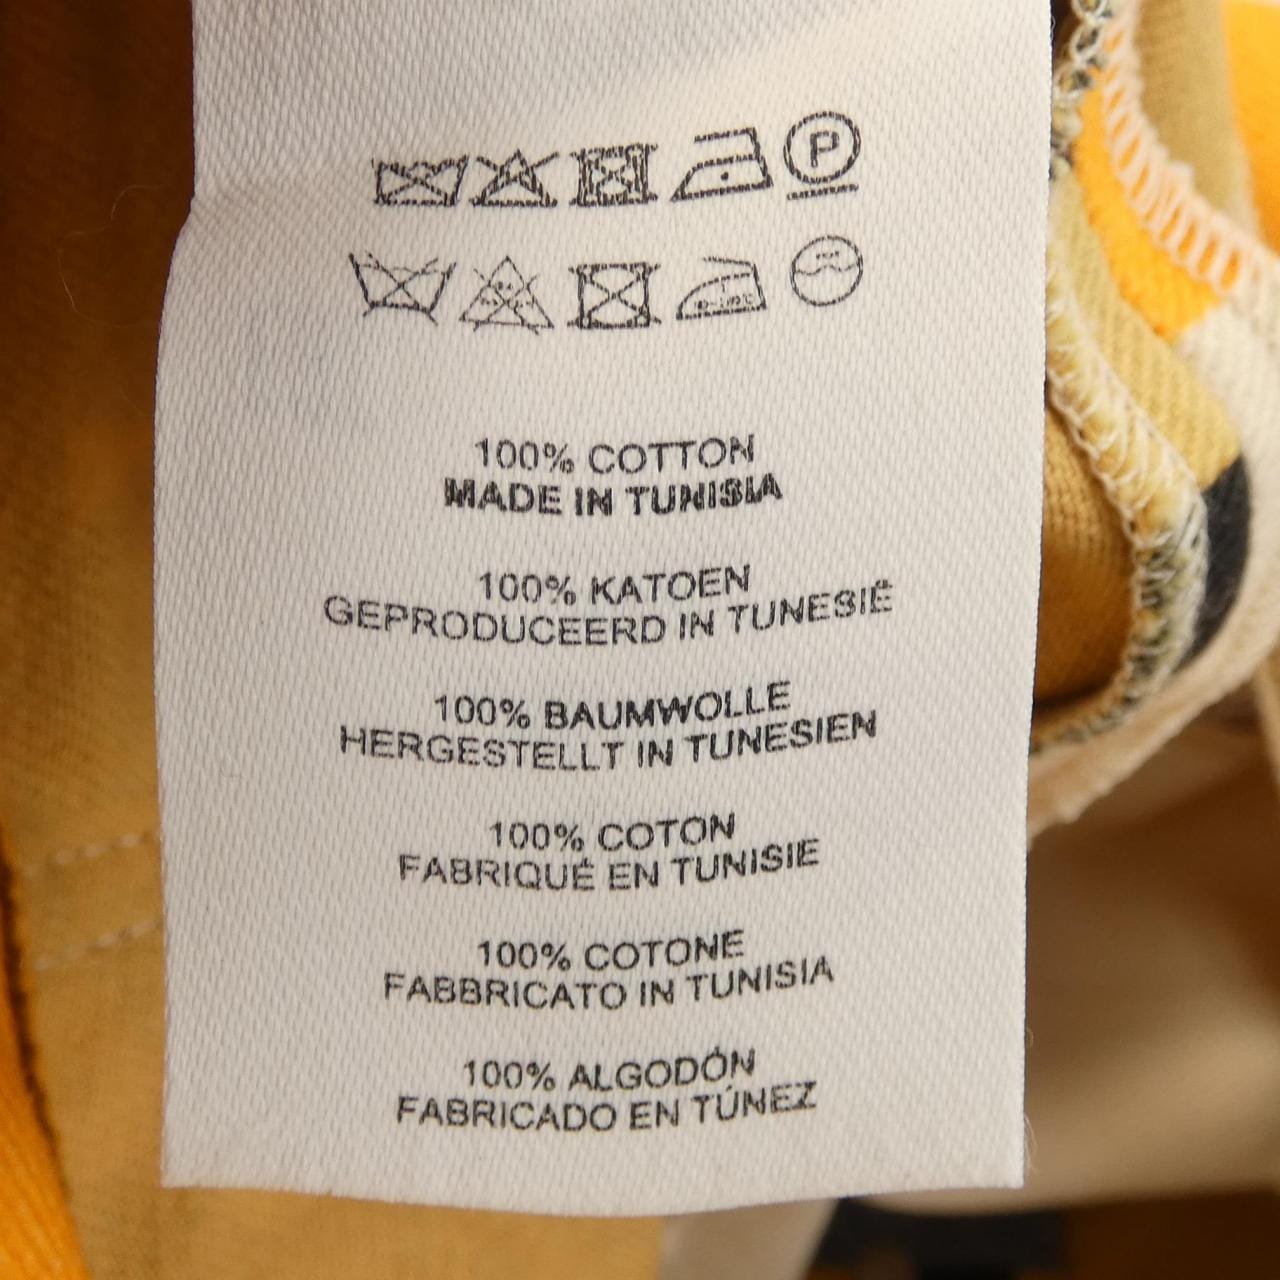 P
100% COTTON
MADE IN TUNISIA
100% KATOEN
GEPRODUCEERD IN TUNESIË
100% BAUMWOLLE
HERGESTELLT IN TUNESIEN
100% COTON
FABRIQUÉ EN TUNISIE
100% COTONE
FABBRICATO IN TUNISIA
100% ALGODÓN
FABRICADO EN TÚNEZ